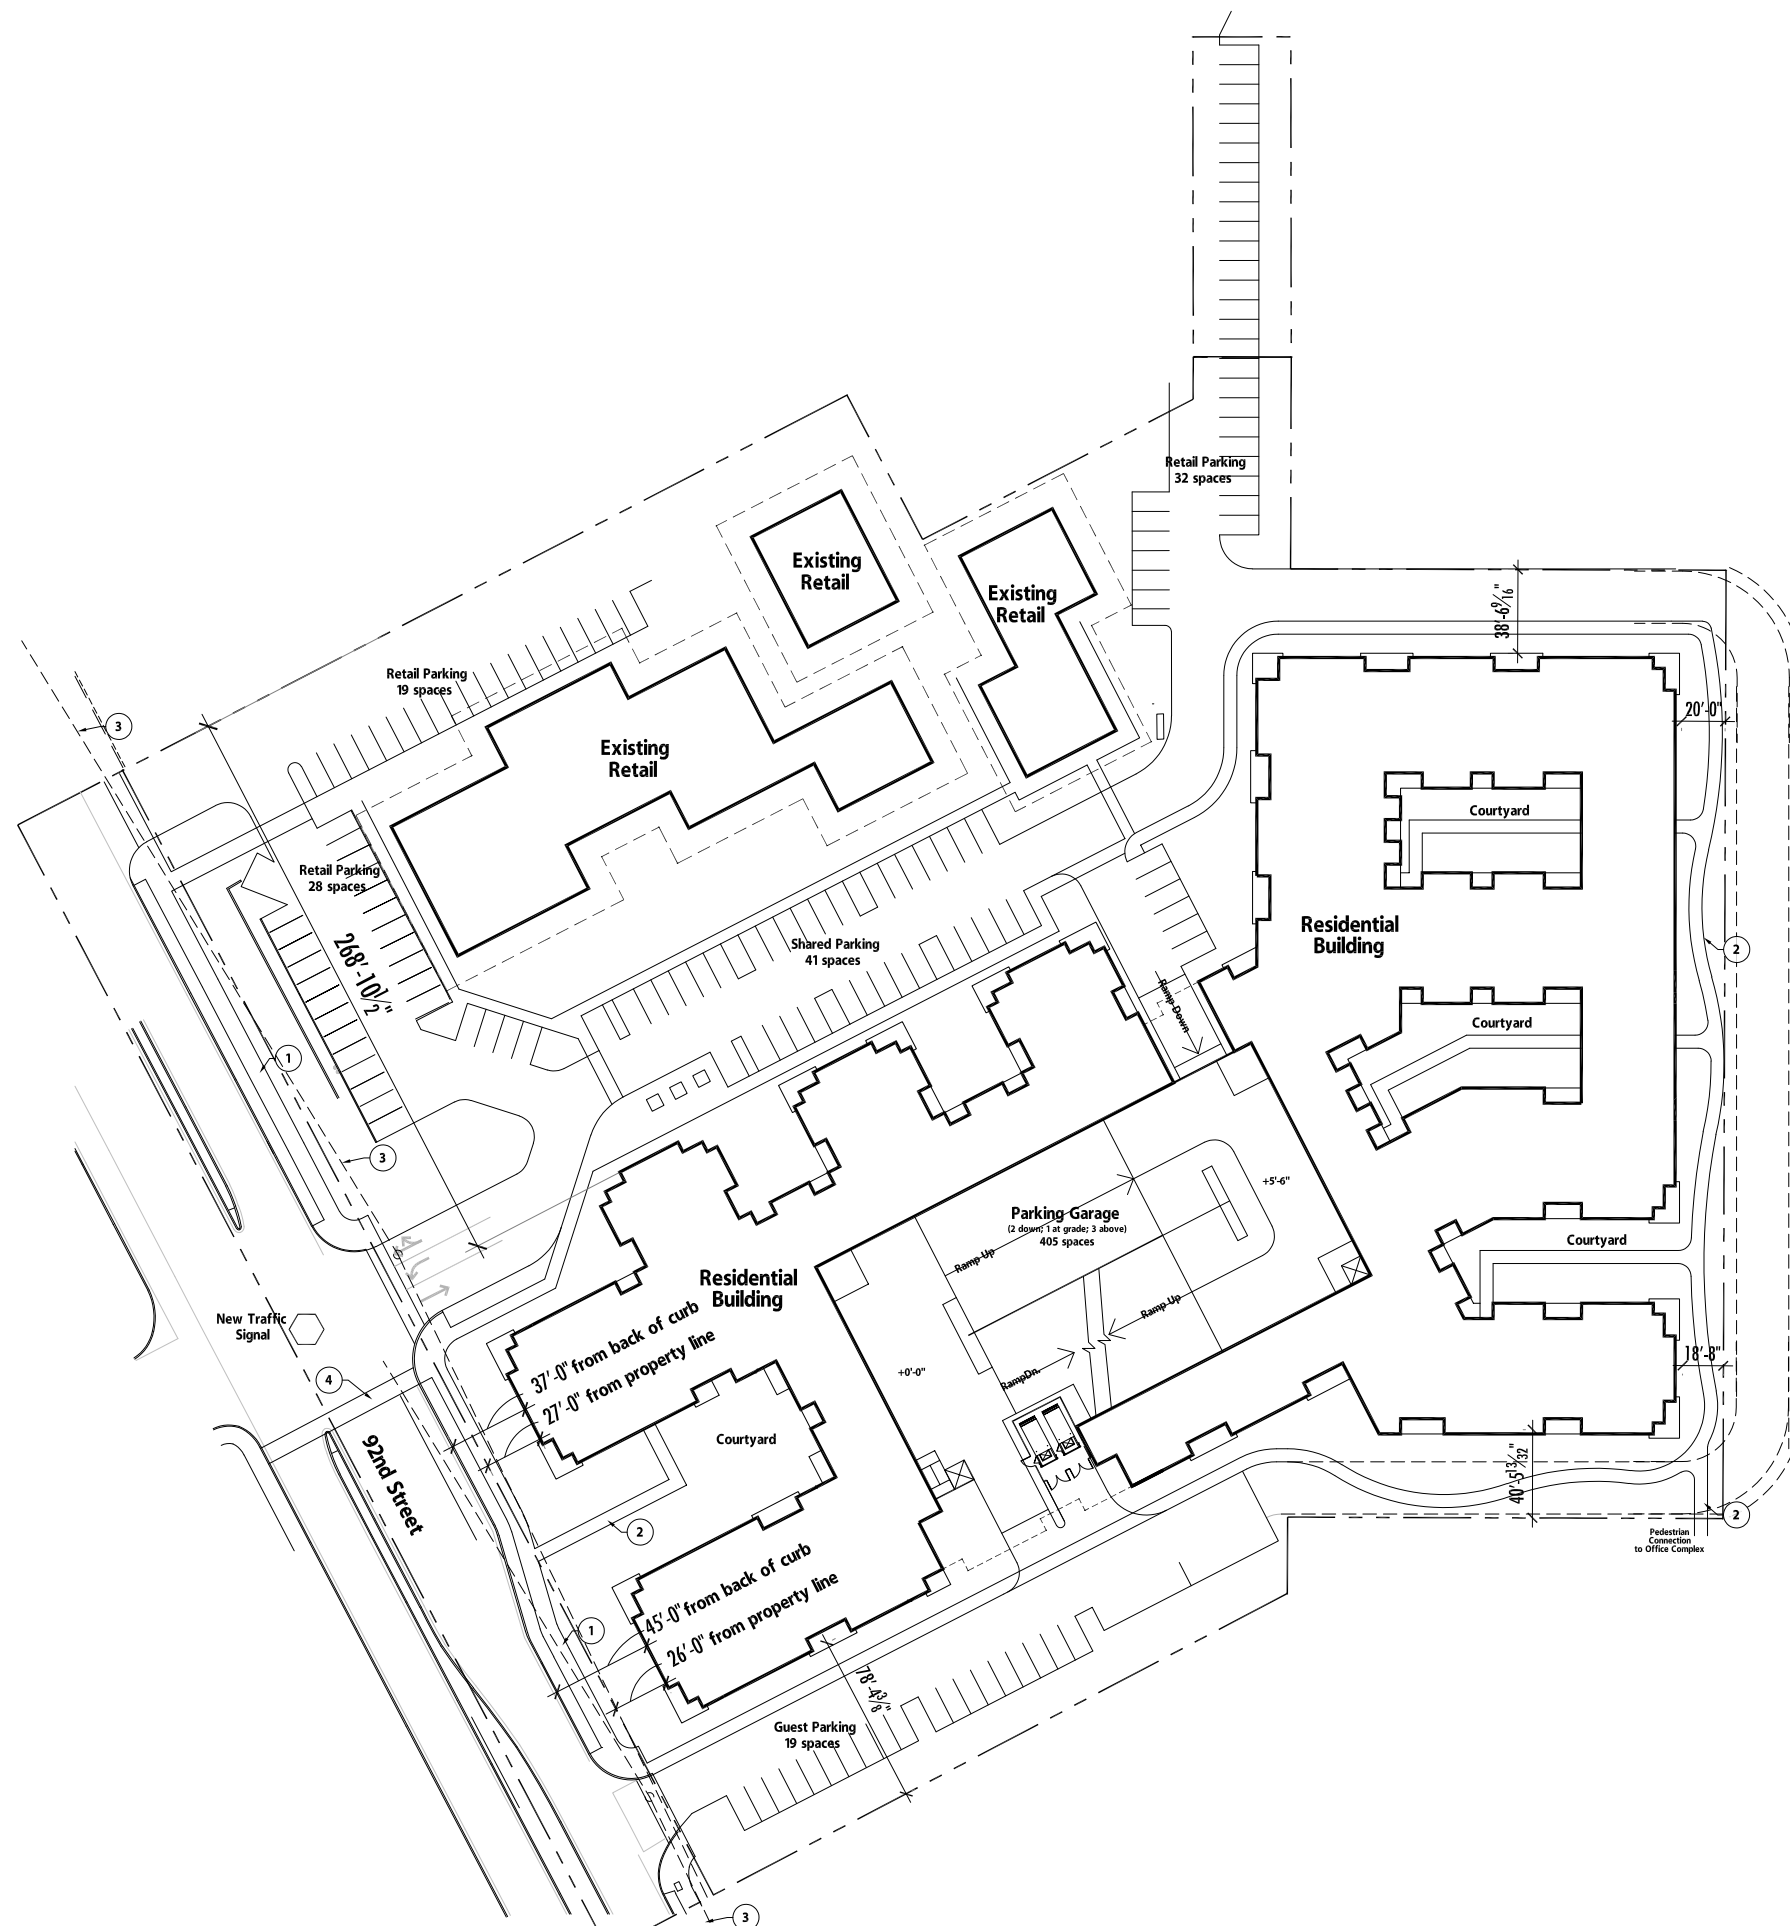 Retail Parking
32 spaces
Existing
Retail
Existing
Retail
38'-6 9/16"
Retail Parking
19 spaces
3
20'-0"
Existing
Retail
Courtyard
Retail Parking
28 spaces
Residential
Building
268'-10 1/2"
Shared Parking
41 spaces
2
Ramp Down
Courtyard
1
3
+5'-6"
Parking Garage
(2 down; 1 at grade; 3 above)
405 spaces
Courtyard
Ramp Up
Residential
Building
Ramp Up
New Traffic
Signal
37'-0" from back of curb
27'-0" from property line
18'-8"
4
+0'-0"
RampDn.
Courtyard
92nd Street
40'-5 13/32"
2
2
Pedestrian
Connection
to Office Complex
45'-0" from back of curb
26'-0" from property line
1
78'-4 3/8"
Guest Parking
19 spaces
3